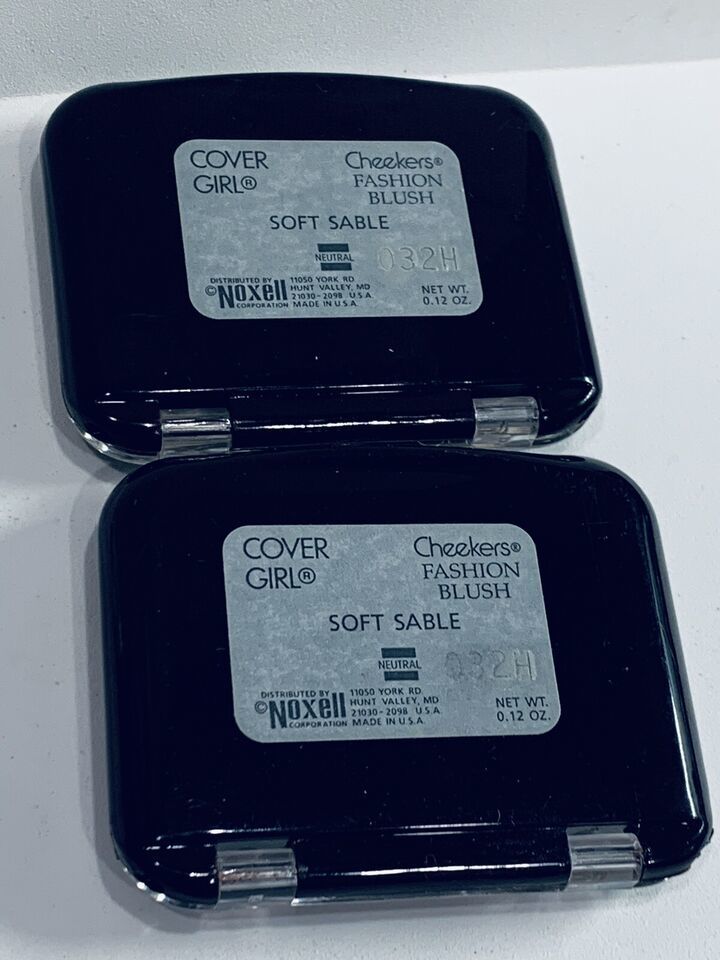 COVER GIRL®
Cheekers®
FASHION
BLUSH
SOFT SABLE
NEUTRAL
032H
DISTRIBUTED BY
©Noxell
CORPORATION
11050 YORK RD.
HUNT VALLEY, MD
21030-2098 U.S.A.
MADE IN U.S.A.
NET WT.
0.12 OZ.
COVER GIRL®
Cheekers®
FASHION
BLUSH
SOFT SABLE
NEUTRAL
032H
DISTRIBUTED BY
©Noxell
CORPORATION
11050 YORK RD.
HUNT VALLEY, MD
21030-2098 U.S.A.
MADE IN U.S.A.
NET WT.
0.12 OZ.